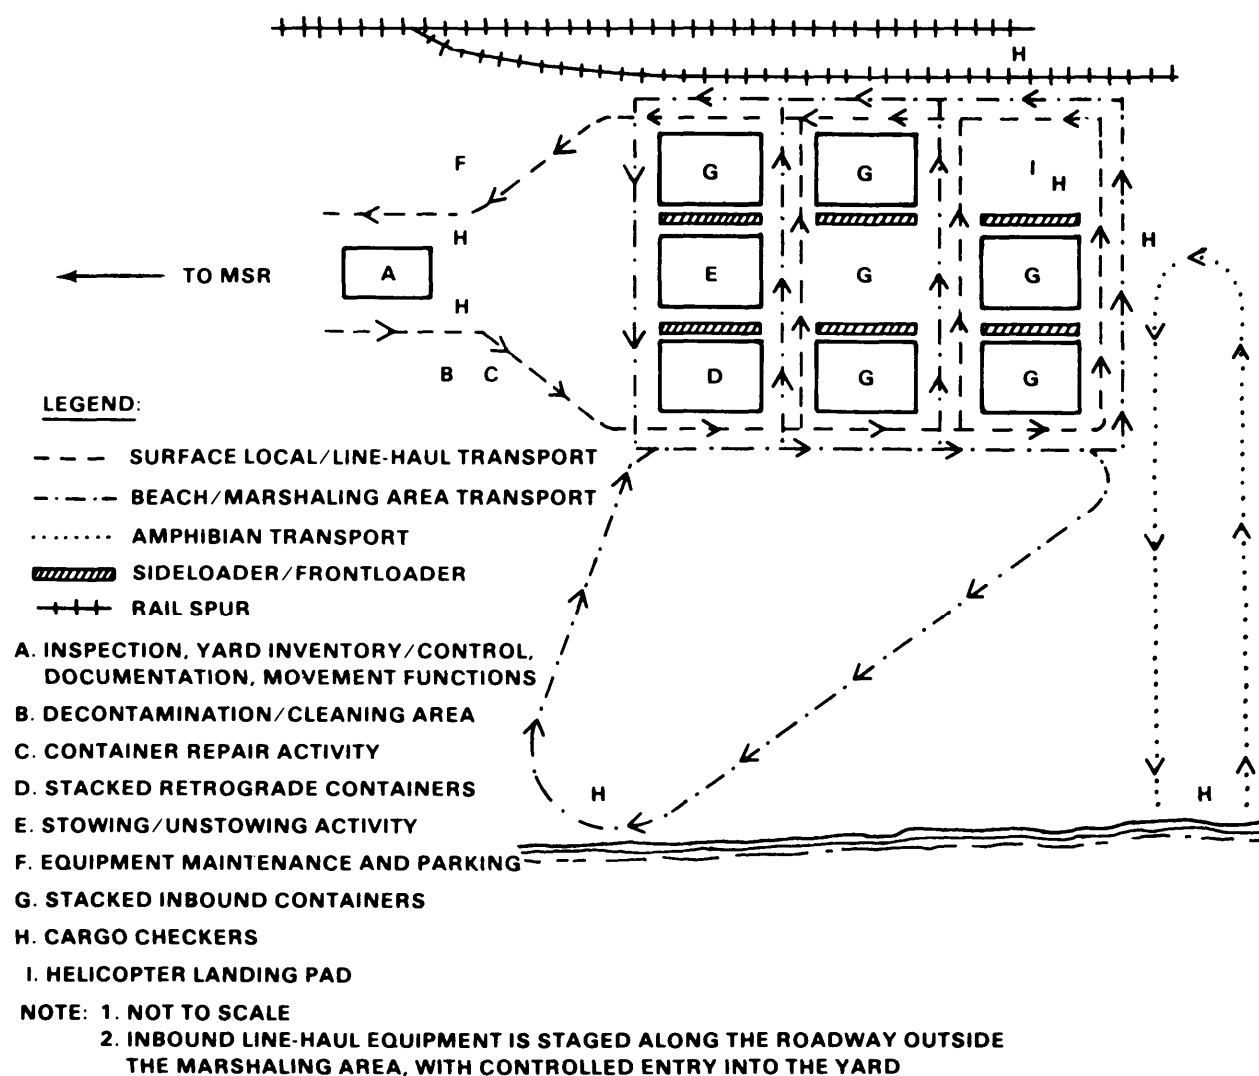 H
F
G
G
I
H
H
H
TO MSR
A
E
G
G
H
B C
D
G
G
LEGEND:
SURFACE LOCAL/LINE-HAUL TRANSPORT
BEACH/MARSHALING AREA TRANSPORT
AMPHIBIAN TRANSPORT
SIDELOADER/FRONTLOADER
RAIL SPUR
A. INSPECTION, YARD INVENTORY/CONTROL,
DOCUMENTATION, MOVEMENT FUNCTIONS
B. DECONTAMINATION/CLEANING AREA
C. CONTAINER REPAIR ACTIVITY
D. STACKED RETROGRADE CONTAINERS
H
H
E. STOWING/UNSTOWING ACTIVITY
F. EQUIPMENT MAINTENANCE AND PARKING
G. STACKED INBOUND CONTAINERS
H. CARGO CHECKERS
I. HELICOPTER LANDING PAD
NOTE: 1. NOT TO SCALE
2. INBOUND LINE-HAUL EQUIPMENT IS STAGED ALONG THE ROADWAY OUTSIDE
THE MARSHALING AREA, WITH CONTROLLED ENTRY INTO THE YARD